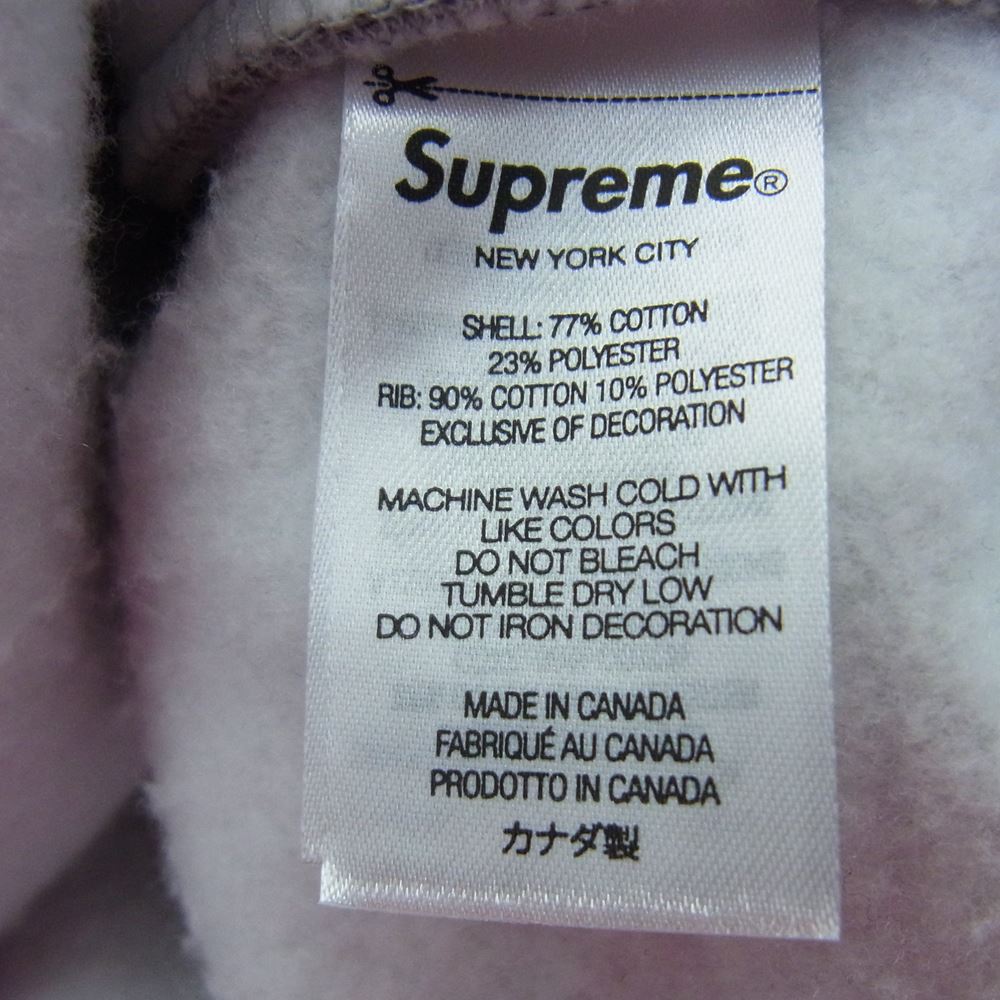 Supreme®
NEW YORK CITY
SHELL: 77% COTTON
23% POLYESTER
RIB: 90% COTTON 10% POLYESTER
EXCLUSIVE OF DECORATION
MACHINE WASH COLD WITH
LIKE COLORS
DO NOT BLEACH
TUMBLE DRY LOW
DO NOT IRON DECORATION
MADE IN CANADA
FABRIQUÉ AU CANADA
PRODOTTO IN CANADA
カナダ製